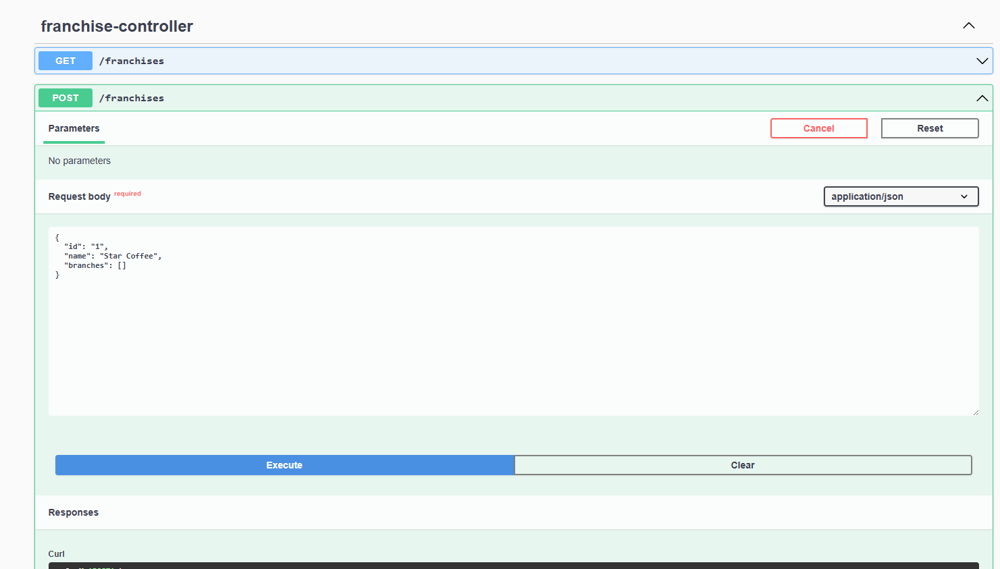 franchise-controller
GET /franchises
POST /franchises
Parameters
Cancel
Reset
No parameters
Request body required
application/json
{
  "id": "1",
  "name": "Star Coffee",
  "branches": []
}
Execute
Clear
Responses
Curl